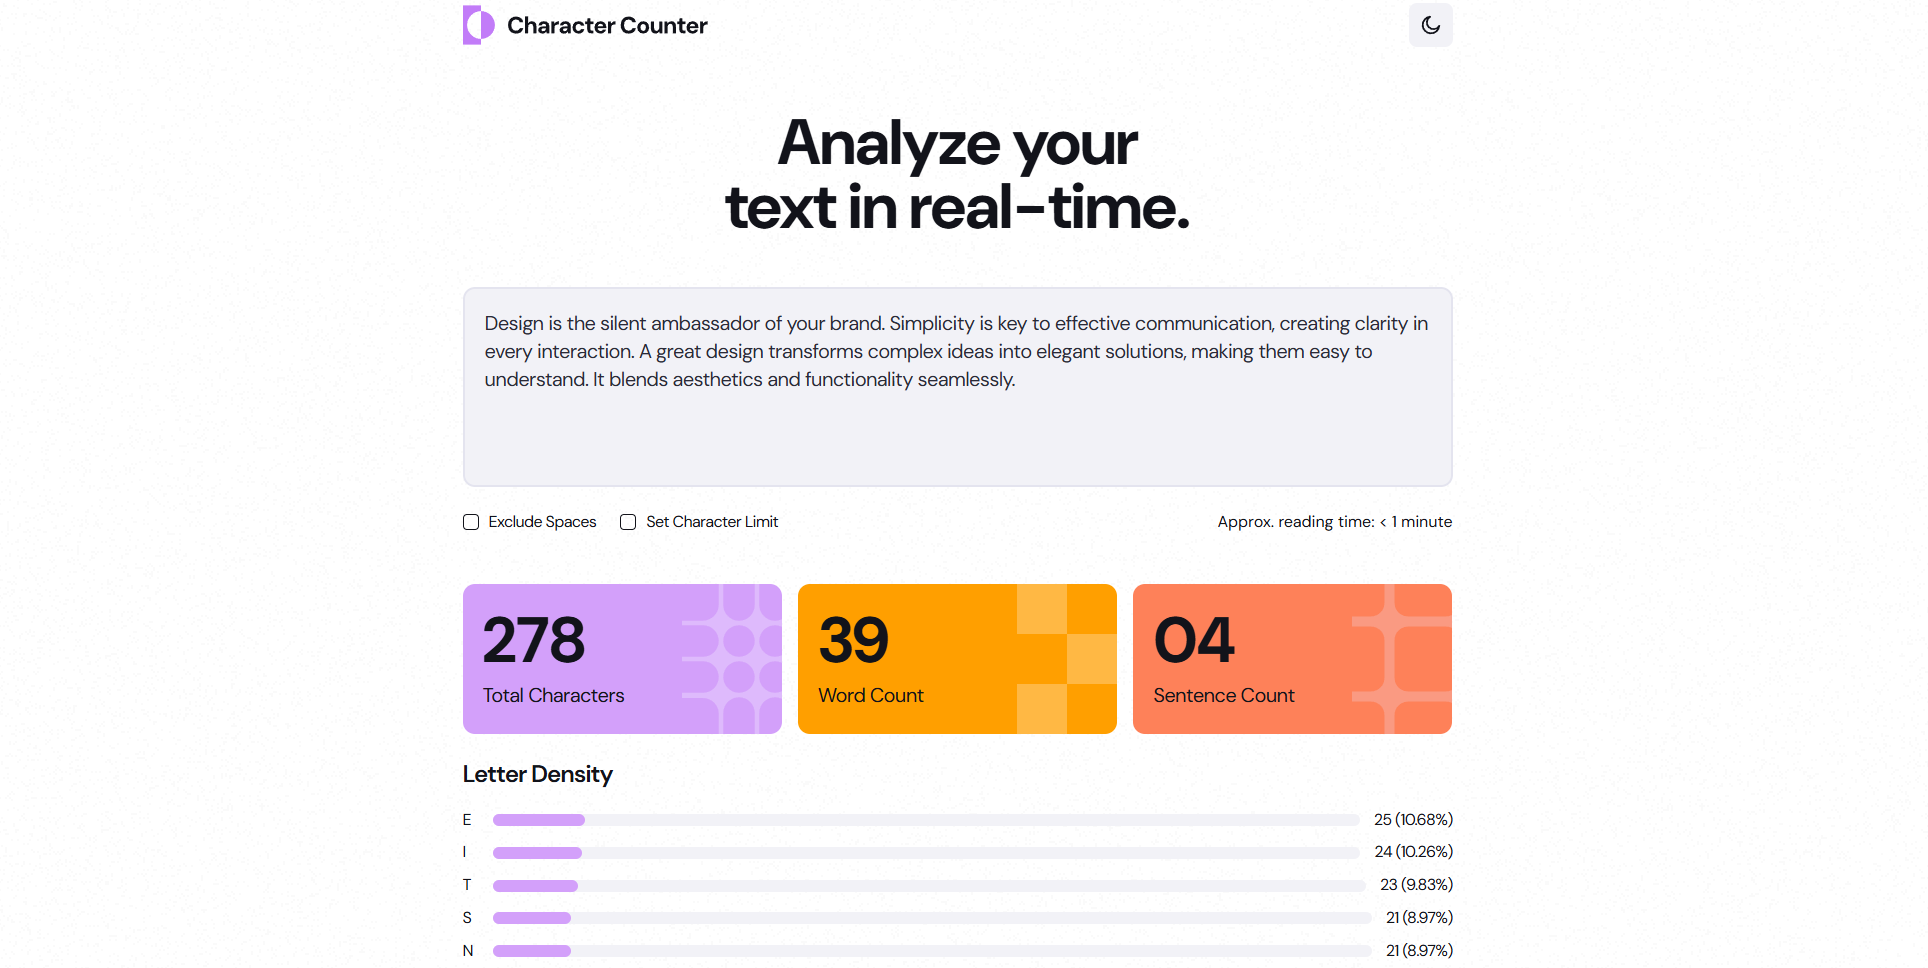 Character Counter
Analyze your
text in real-time.
Design is the silent ambassador of your brand. Simplicity is key to effective communication, creating clarity in
every interaction. A great design transforms complex ideas into elegant solutions, making them easy to
understand. It blends aesthetics and functionality seamlessly.
Exclude Spaces Set Character Limit Approx. reading time: < 1 minute
278 39 04
Total Characters Word Count Sentence Count
Letter Density
E 25 (10.68%)
I 24 (10.26%)
T 23 (9.83%)
S 21 (8.97%)
N 21 (8.97%)